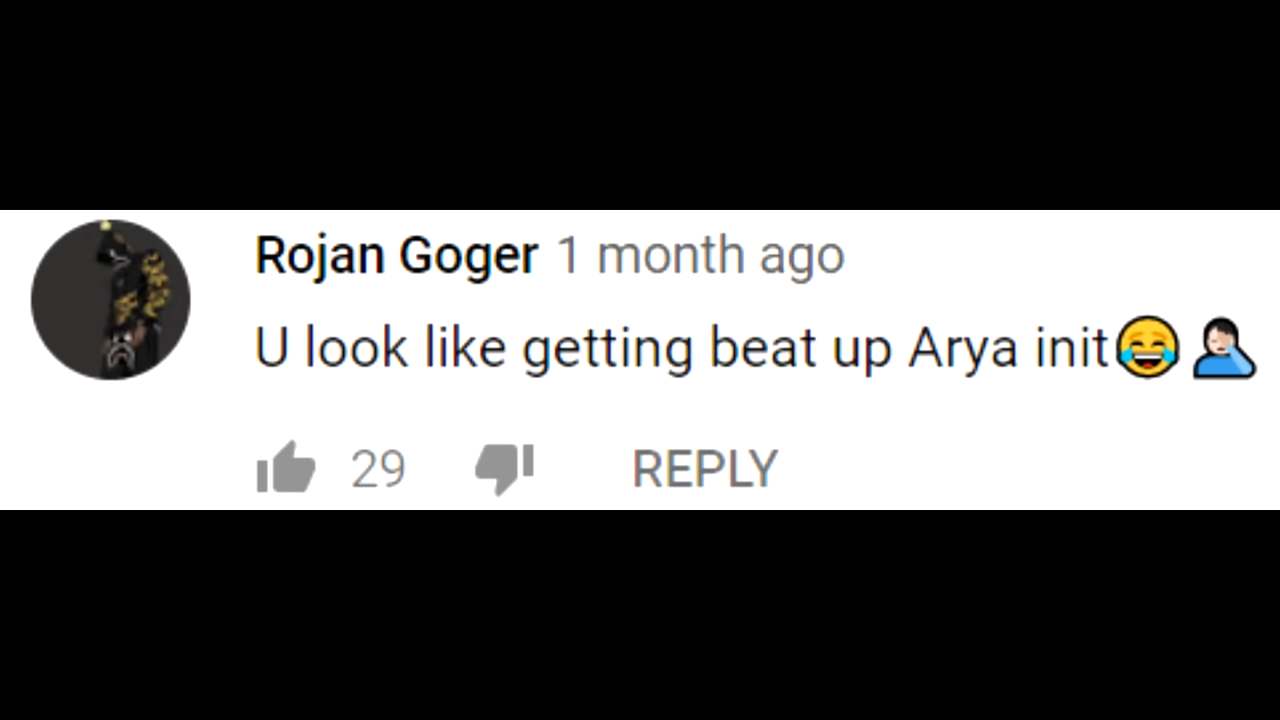 Rojan Goger 1 month ago
U look like getting beat up Arya init😂🤦🏻‍♂️
29 REPLY